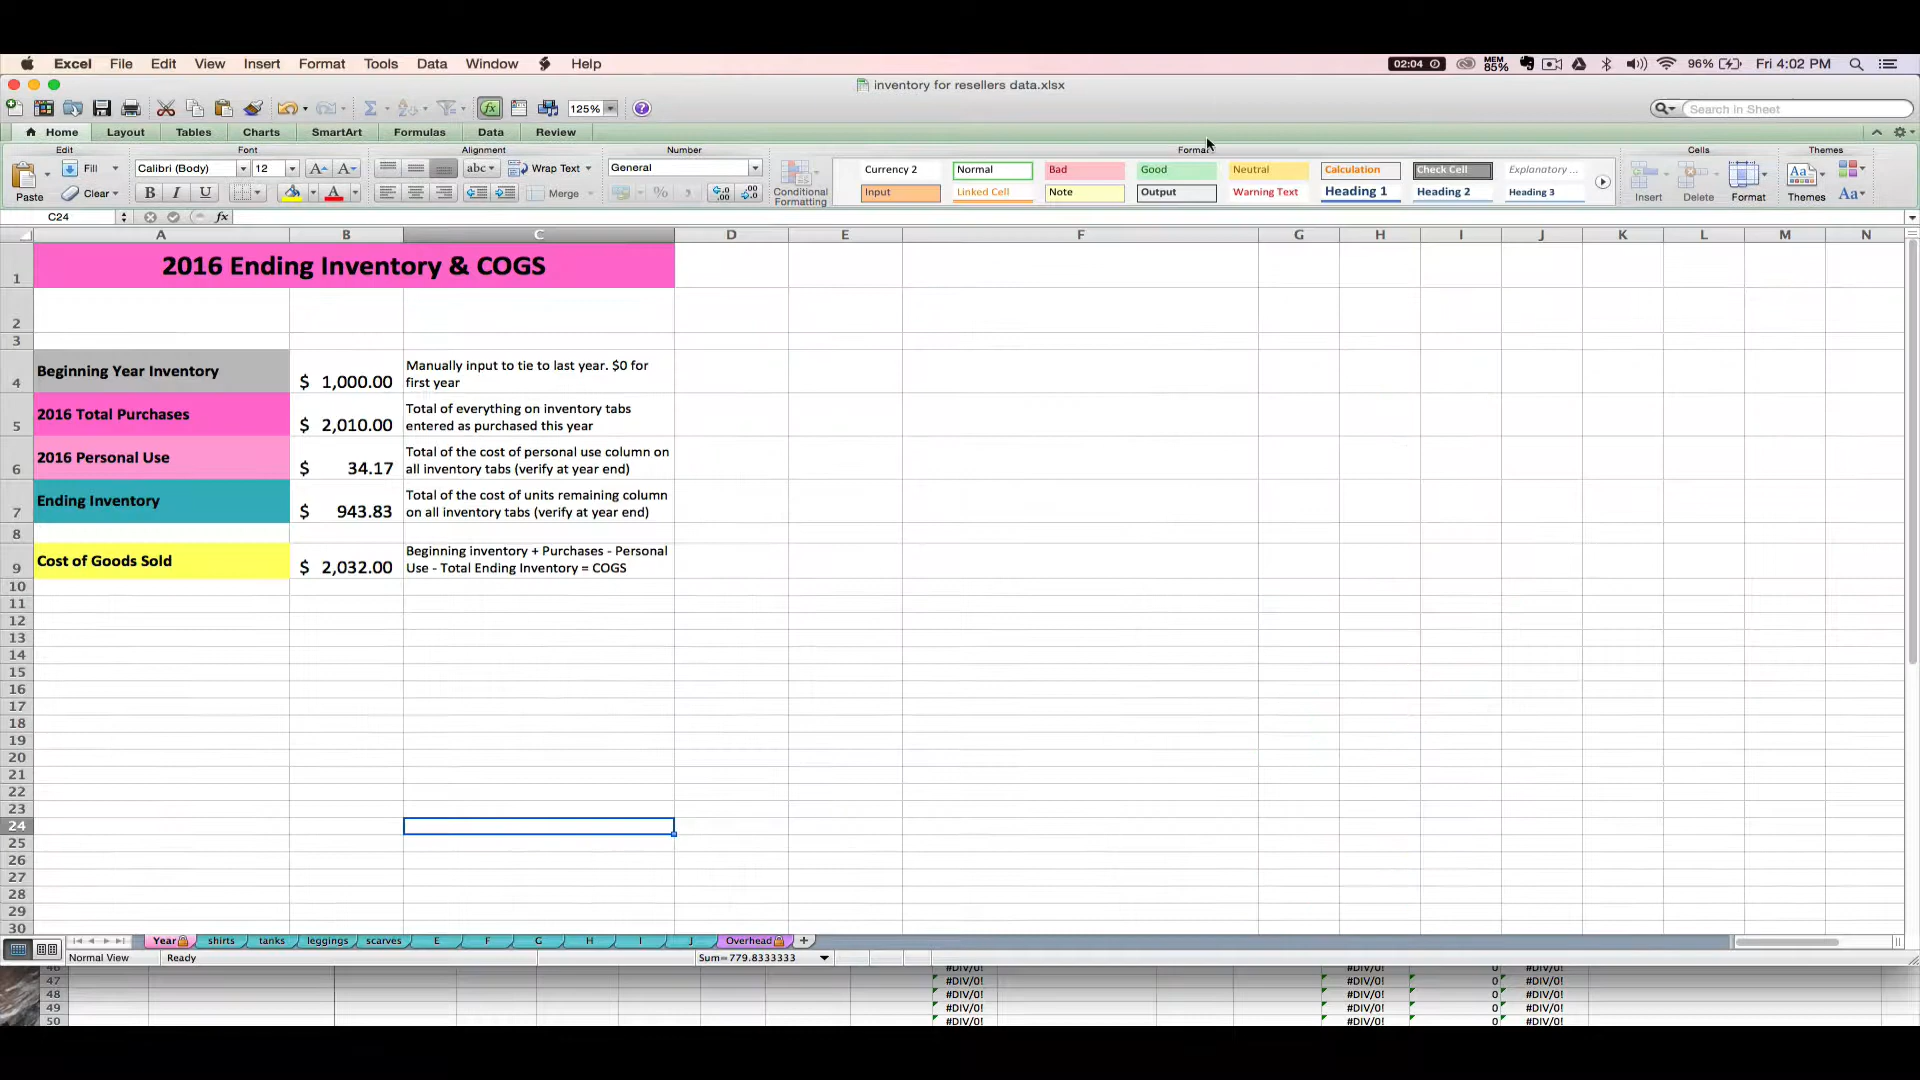 Excel File Edit View Insert Format Tools Data Window Help 02:04 MEM 85% 96% Fri 4:02 PM
inventory for resellers data.xlsx
125% Search in Sheet
Home Layout Tables Charts SmartArt Formulas Data Review
Edit Font Alignment Number Format Cells Themes
Fill Calibri (Body) 12 abc Wrap Text General Currency 2 Normal Bad Good Neutral Calculation Check Cell Explanatory ...
Paste Clear B I U Merge % Conditional Formatting Input Linked Cell Note Output Warning Text Heading 1 Heading 2 Heading 3 Insert Delete Format Themes Aa
C24 fx
A B C D E F G H I J K L M N
1 2016 Ending Inventory & COGS
2
3
4 Beginning Year Inventory $ 1,000.00 Manually input to tie to last year. $0 for
first year
5 2016 Total Purchases $ 2,010.00 Total of everything on inventory tabs
entered as purchased this year
6 2016 Personal Use $ 34.17 Total of the cost of personal use column on
all inventory tabs (verify at year end)
7 Ending Inventory $ 943.83 Total of the cost of units remaining column
on all inventory tabs (verify at year end)
8
9 Cost of Goods Sold $ 2,032.00 Beginning inventory + Purchases - Personal
Use - Total Ending Inventory = COGS
10
11
12
13
14
15
16
17
18
19
20
21
22
23
24
25
26
27
28
29
30
Year shirts tanks leggings scarves E F G H I J Overhead +
Normal View Ready Sum=779.8333333
46 #DIV/0! #DIV/0! 0 #DIV/0!
47 #DIV/0! #DIV/0! 0 #DIV/0!
48 #DIV/0! #DIV/0! 0 #DIV/0!
49 #DIV/0! #DIV/0! 0 #DIV/0!
50 #DIV/0! #DIV/0! 0 #DIV/0!